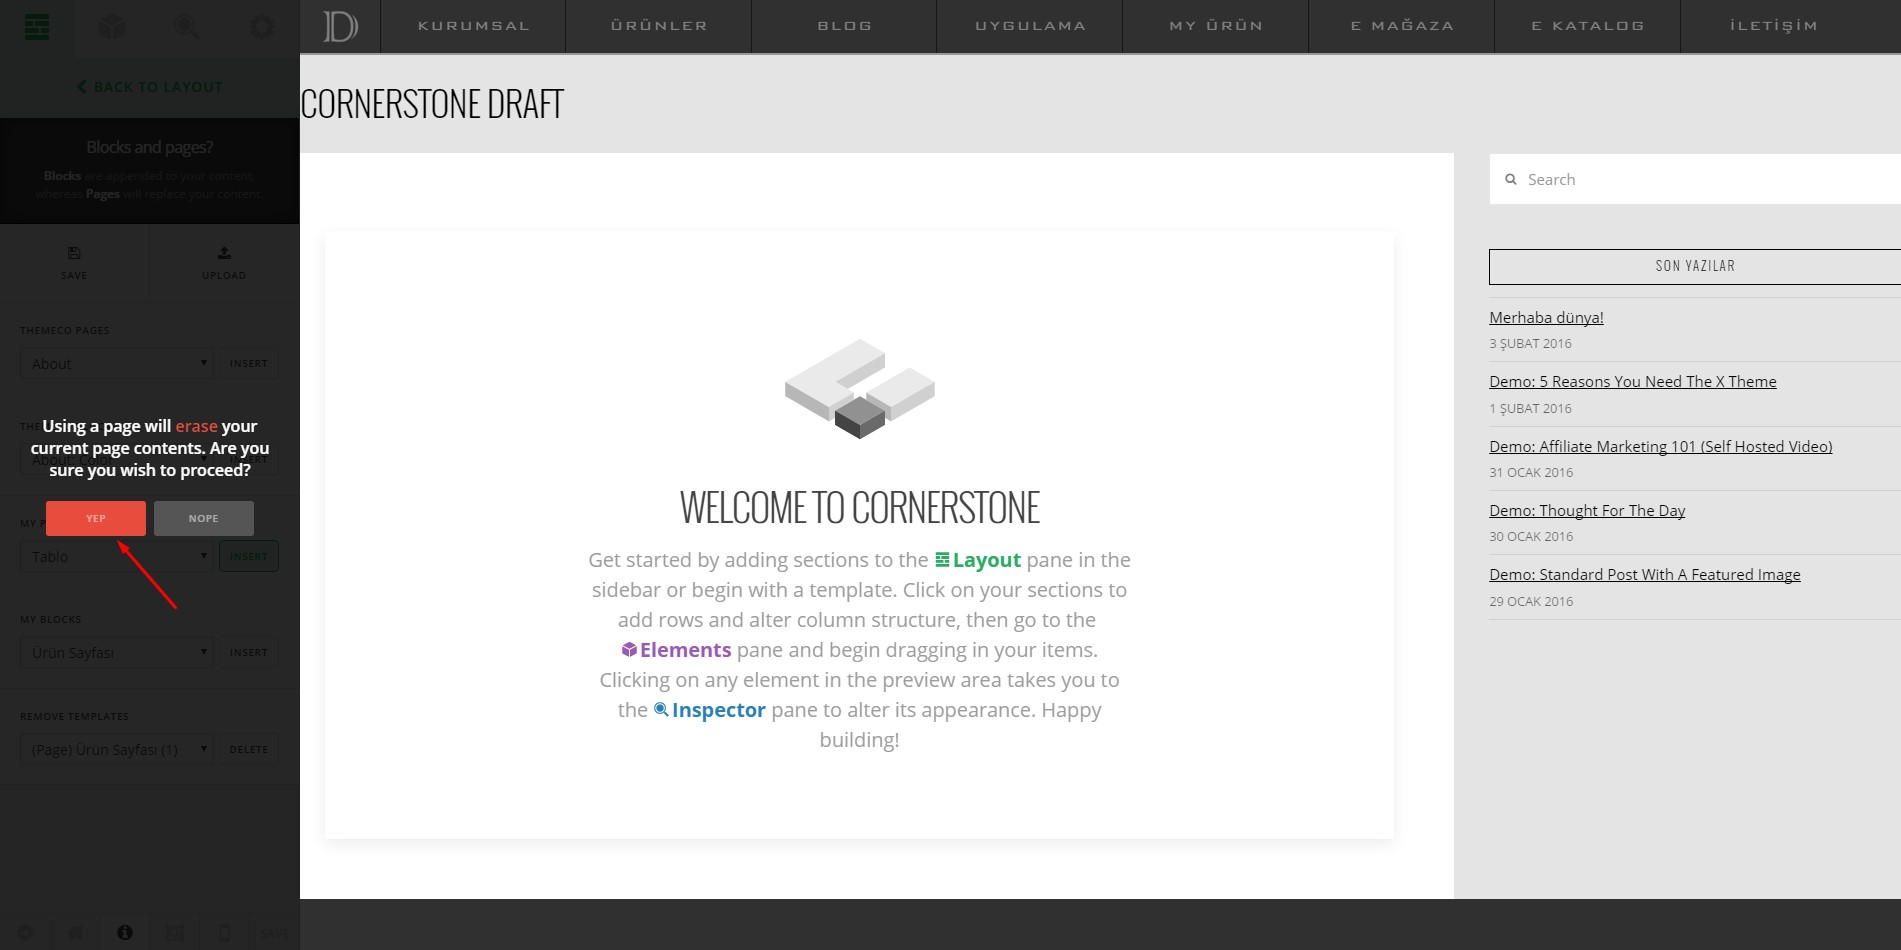 BACK TO LAYOUT
Blocks and pages?
Blocks are appended to your content,
whereas Pages will replace your content.
SAVE
UPLOAD
THEMECO PAGES
About
INSERT
Using a page will erase your
current page contents. Are you
sure you wish to proceed?
YEP
NOPE
Tablo
INSERT
MY BLOCKS
Ürün Sayfası
INSERT
REMOVE TEMPLATES
(Page) Ürün Sayfası (1)
DELETE
SAVE
KURUMSAL
ÜRÜNLER
BLOG
UYGULAMA
MY ÜRÜN
E MAĞAZA
E KATALOG
İLETİŞİM
CORNERSTONE DRAFT
WELCOME TO CORNERSTONE
Get started by adding sections to the Layout pane in the
sidebar or begin with a template. Click on your sections to
add rows and alter column structure, then go to the
Elements pane and begin dragging in your items.
Clicking on any element in the preview area takes you to
the Inspector pane to alter its appearance. Happy
building!
Search
SON YAZILAR
Merhaba dünya!
3 ŞUBAT 2016
Demo: 5 Reasons You Need The X Theme
1 ŞUBAT 2016
Demo: Affiliate Marketing 101 (Self Hosted Video)
31 OCAK 2016
Demo: Thought For The Day
30 OCAK 2016
Demo: Standard Post With A Featured Image
29 OCAK 2016